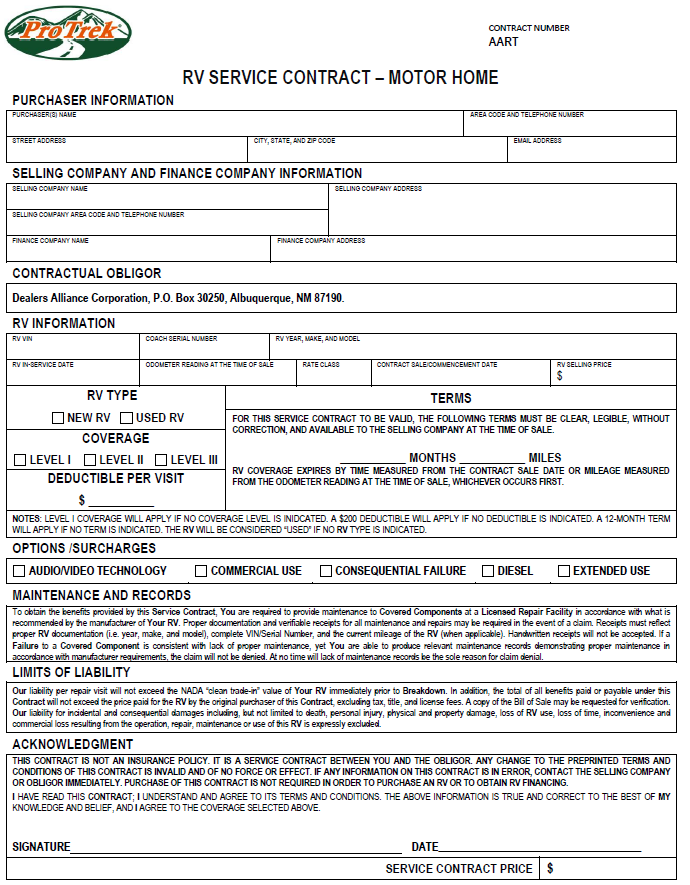 ProTrek
CONTRACT NUMBER
AART
RV SERVICE CONTRACT – MOTOR HOME
PURCHASER INFORMATION
PURCHASER(S) NAME
AREA CODE AND TELEPHONE NUMBER
STREET ADDRESS
CITY, STATE, AND ZIP CODE
EMAIL ADDRESS
SELLING COMPANY AND FINANCE COMPANY INFORMATION
SELLING COMPANY NAME
SELLING COMPANY ADDRESS
SELLING COMPANY AREA CODE AND TELEPHONE NUMBER
FINANCE COMPANY NAME
FINANCE COMPANY ADDRESS
CONTRACTUAL OBLIGOR
Dealers Alliance Corporation, P.O. Box 30250, Albuquerque, NM 87190.
RV INFORMATION
RV VIN
COACH SERIAL NUMBER
RV YEAR, MAKE, AND MODEL
RV IN-SERVICE DATE
ODOMETER READING AT THE TIME OF SALE
RATE CLASS
CONTRACT SALE/COMMENCEMENT DATE
RV SELLING PRICE
$
RV TYPE
NEW RV USED RV
COVERAGE
LEVEL I LEVEL II LEVEL III
DEDUCTIBLE PER VISIT
$ __________
TERMS
FOR THIS SERVICE CONTRACT TO BE VALID, THE FOLLOWING TERMS MUST BE CLEAR, LEGIBLE, WITHOUT
CORRECTION, AND AVAILABLE TO THE SELLING COMPANY AT THE TIME OF SALE.
__________ MONTHS __________ MILES
RV COVERAGE EXPIRES BY TIME MEASURED FROM THE CONTRACT SALE DATE OR MILEAGE MEASURED
FROM THE ODOMETER READING AT THE TIME OF SALE, WHICHEVER OCCURS FIRST.
NOTES: LEVEL I COVERAGE WILL APPLY IF NO COVERAGE LEVEL IS INIDCATED. A $200 DEDUCTIBLE WILL APPLY IF NO DEDUCTIBLE IS INDICATED. A 12-MONTH TERM
WILL APPLY IF NO TERM IS INDICATED. THE RV WILL BE CONSIDERED “USED” IF NO RV TYPE IS INDICATED.
OPTIONS /SURCHARGES
AUDIO/VIDEO TECHNOLOGY COMMERCIAL USE CONSEQUENTIAL FAILURE DIESEL EXTENDED USE
MAINTENANCE AND RECORDS
To obtain the benefits provided by this Service Contract, You are required to provide maintenance to Covered Components at a Licensed Repair Facility in accordance with what is
recommended by the manufacturer of Your RV. Proper documentation and verifiable receipts for all maintenance and repairs may be required in the event of a claim. Receipts must reflect
proper RV documentation (i.e. year, make, and model), complete VIN/Serial Number, and the current mileage of the RV (when applicable). Handwritten receipts will not be accepted. If a
Failure to a Covered Component is consistent with lack of proper maintenance, yet You are able to produce relevant maintenance records demonstrating proper maintenance in
accordance with manufacturer requirements, the claim will not be denied. At no time will lack of maintenance records be the sole reason for claim denial.
LIMITS OF LIABILITY
Our liability per repair visit will not exceed the NADA “clean trade-in” value of Your RV immediately prior to Breakdown. In addition, the total of all benefits paid or payable under this
Contract will not exceed the price paid for the RV by the original purchaser of this Contract, excluding tax, title, and license fees. A copy of the Bill of Sale may be requested for verification.
Our liability for incidental and consequential damages including, but not limited to death, personal injury, physical and property damage, loss of RV use, loss of time, inconvenience and
commercial loss resulting from the operation, repair, maintenance or use of this RV is expressly excluded.
ACKNOWLEDGMENT
THIS CONTRACT IS NOT AN INSURANCE POLICY. IT IS A SERVICE CONTRACT BETWEEN YOU AND THE OBLIGOR. ANY CHANGE TO THE PREPRINTED TERMS AND
CONDITIONS OF THIS CONTRACT IS INVALID AND OF NO FORCE OR EFFECT. IF ANY INFORMATION ON THIS CONTRACT IS IN ERROR, CONTACT THE SELLING COMPANY
OR OBLIGOR IMMEDIATELY. PURCHASE OF THIS CONTRACT IS NOT REQUIRED IN ORDER TO PURCHASE AN RV OR TO OBTAIN RV FINANCING.
I HAVE READ THIS CONTRACT; I UNDERSTAND AND AGREE TO ITS TERMS AND CONDITIONS. THE ABOVE INFORMATION IS TRUE AND CORRECT TO THE BEST OF MY
KNOWLEDGE AND BELIEF, AND I AGREE TO THE COVERAGE SELECTED ABOVE.
SIGNATURE__________ DATE__________
SERVICE CONTRACT PRICE $